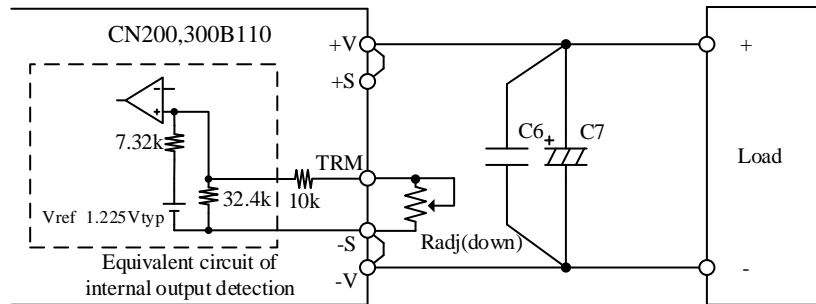 CN200,300B110
+V
+S
-
+
7.32k
C6
+
C7
+
Load
TRM
32.4k
10k
Vref 1.225Vtyp
-S
Radj(down)
Equivalent circuit of
internal output detection
-V
-